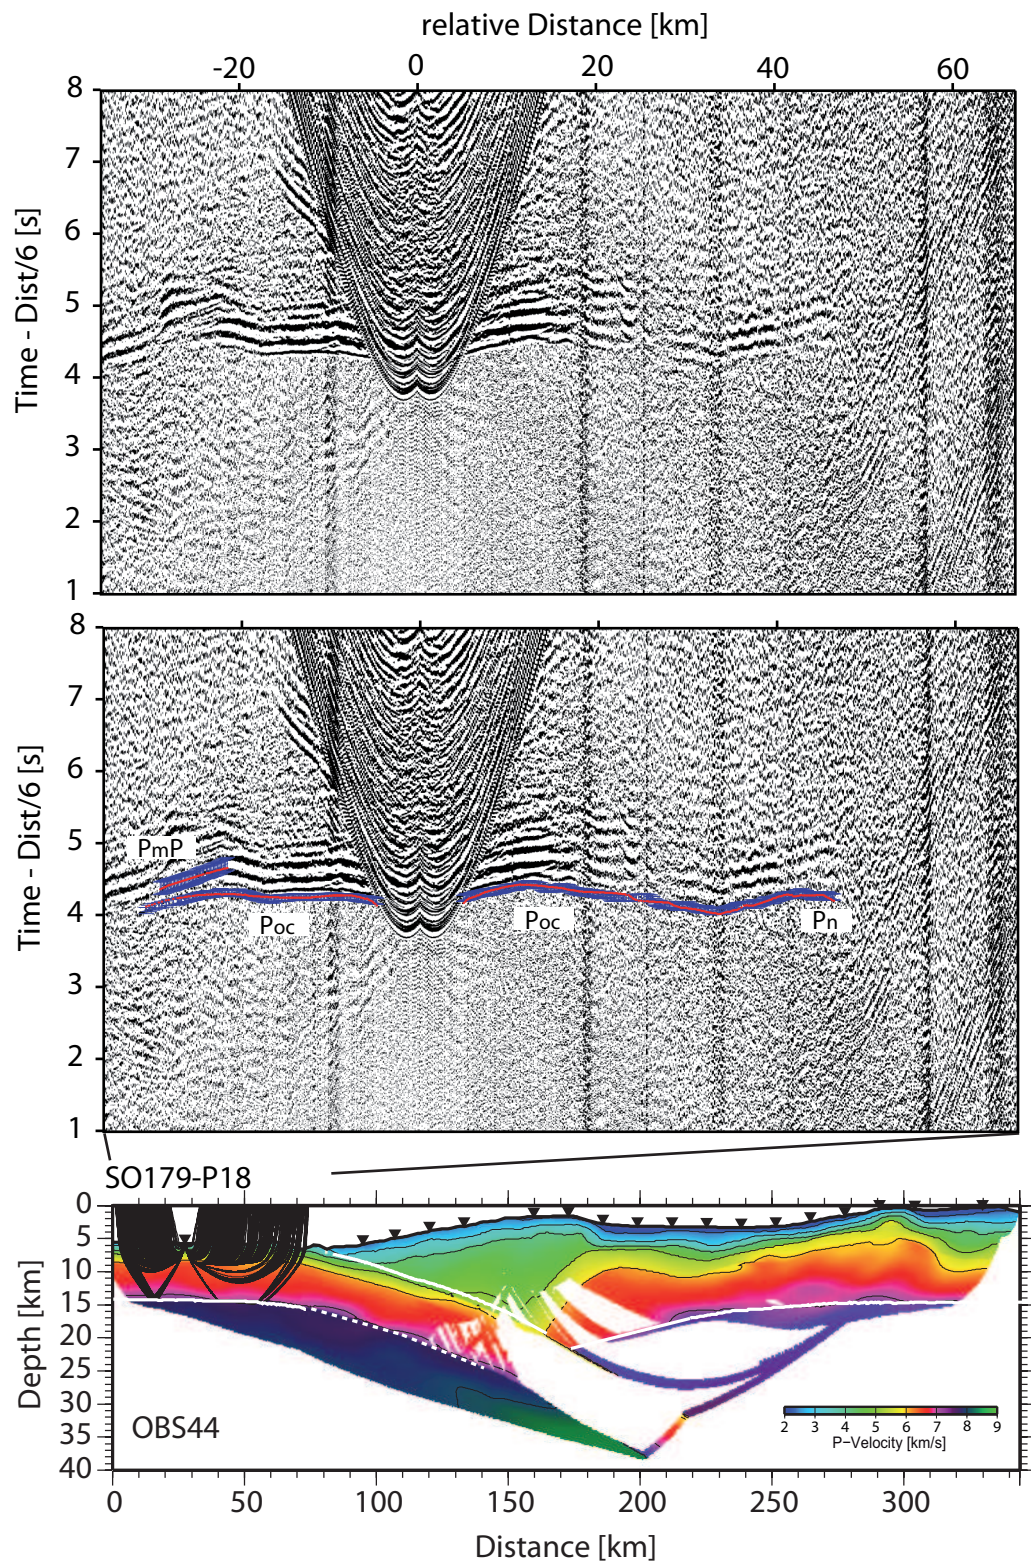 relative Distance [km]
-20 0 20 40 60
8
7
6
5
4
3
2
1
Time - Dist/6 [s]
8
7
6
5
4
3
2
1
Time - Dist/6 [s]
PmP
Poc
Poc
Pn
SO179-P18
0
5
10
15
20
25
30
35
40
Depth [km]
OBS44
2 3 4 5 6 7 8 9
P-Velocity [km/s]
0 50 100 150 200 250 300
Distance [km]